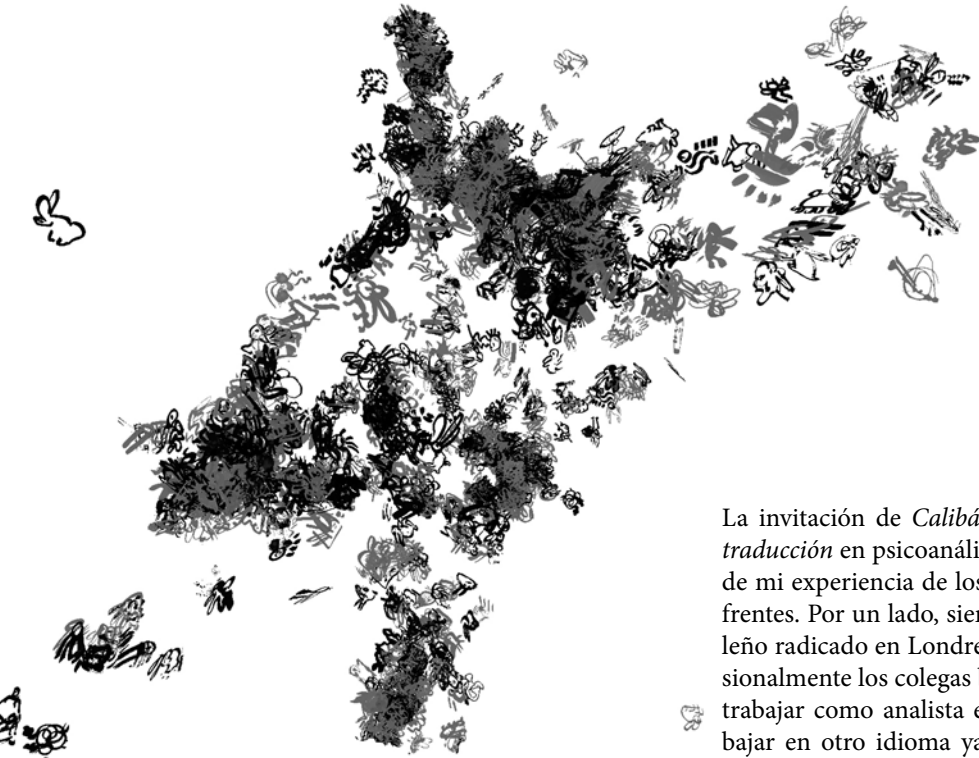 La invitación de Calibá
traducción en psicoanáli
de mi experiencia de los
frentes. Por un lado, sien
leño radicado en Londre
sionalmente los colegas
trabajar como analista e
bajar en otro idioma ya